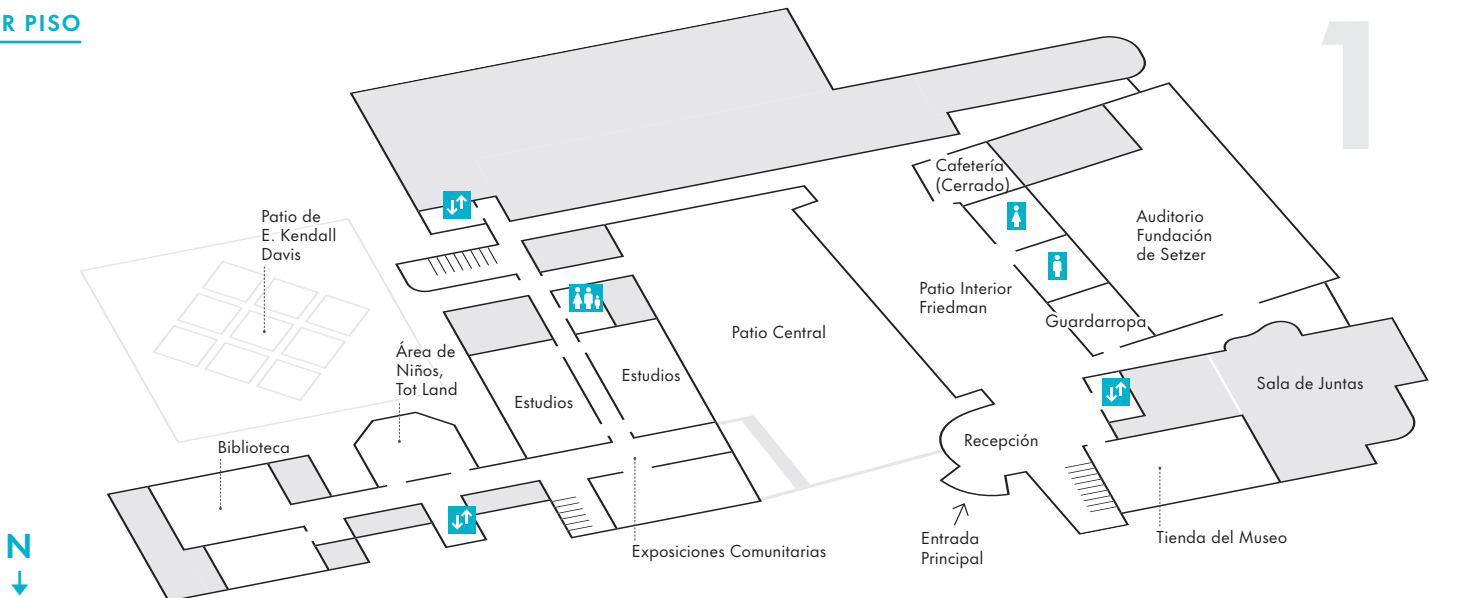 R PISO
1
Cafetería
(Cerrado)
Patio de
E. Kendall
Davis
Auditorio
Fundación
de Setzer
Patio Interior
Friedman
Guardarropa
Patio Central
Área de
Niños,
Tot Land
Estudios
Estudios
Sala de Juntas
Biblioteca
Recepción
N
Exposiciones Comunitarias
Entrada
Principal
Tienda del Museo